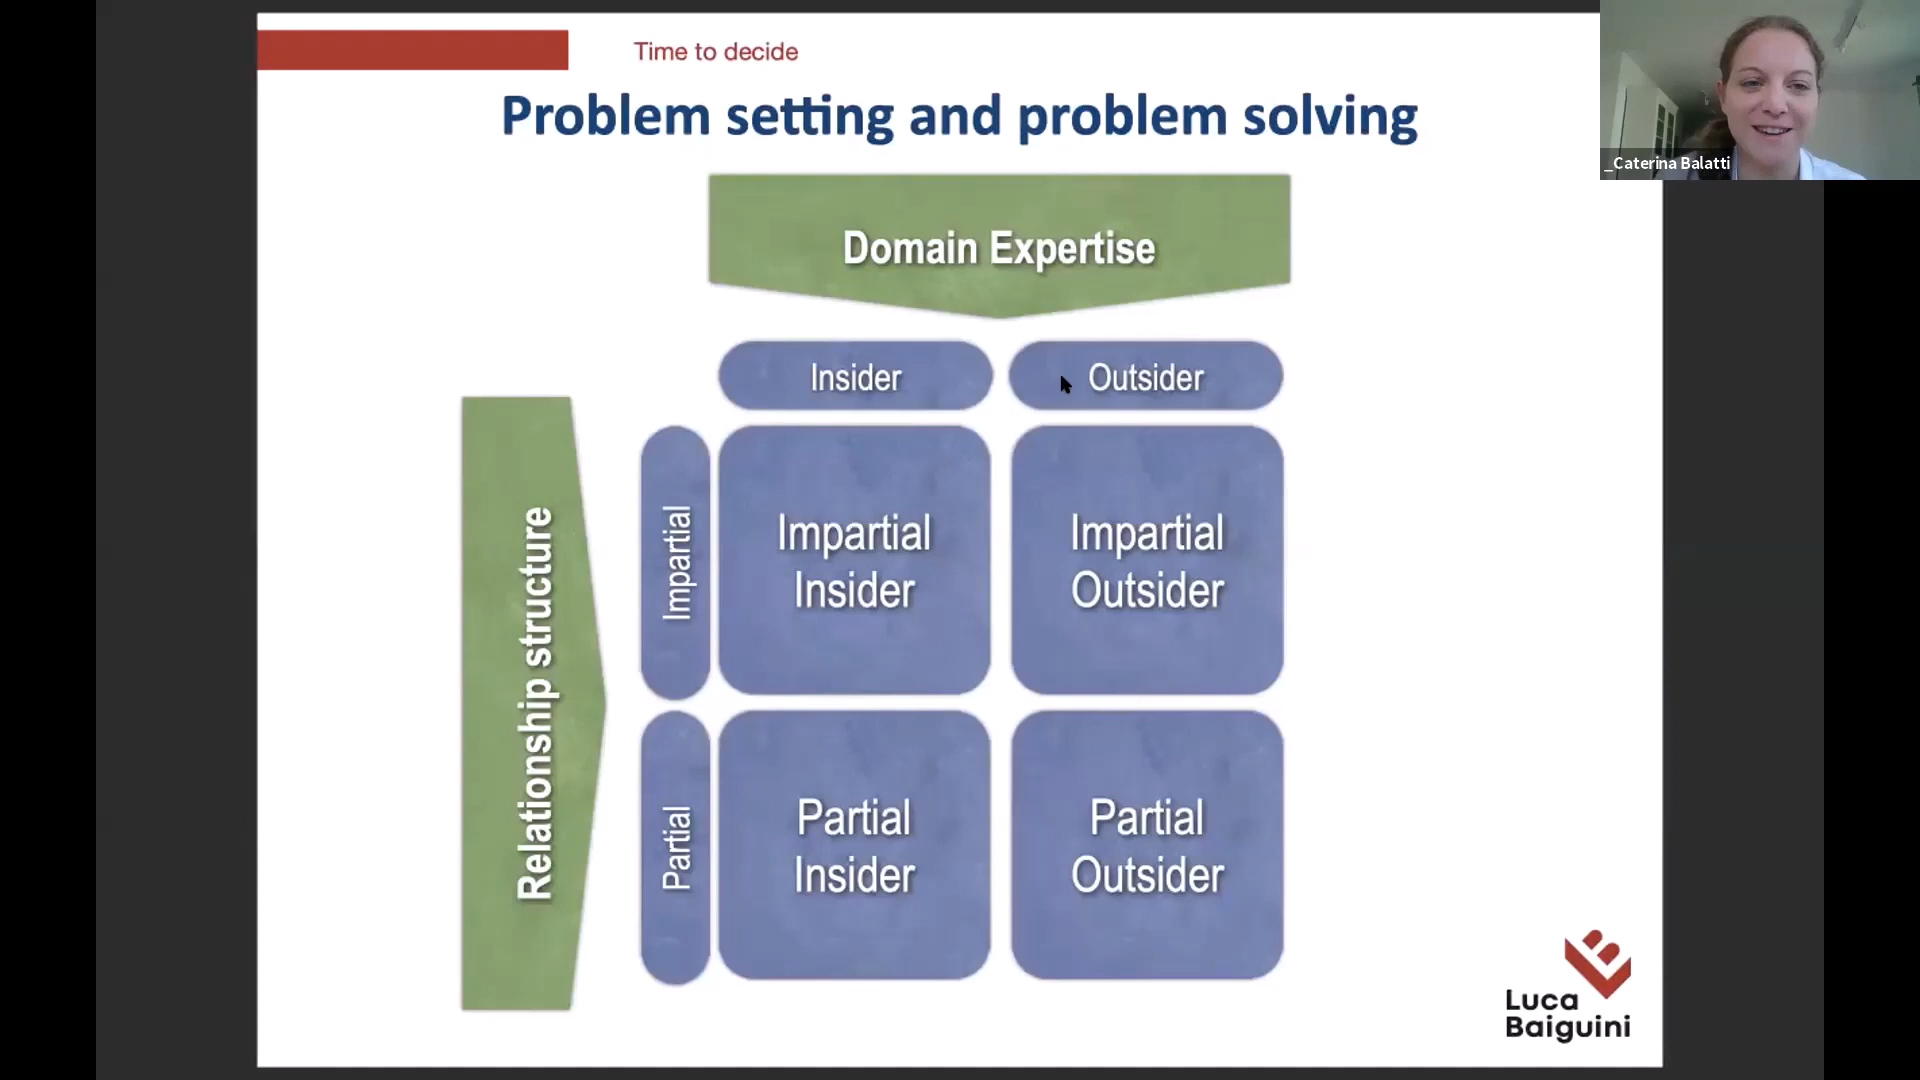 Time to decide
Problem setting and problem solving
_Caterina Balatti
Domain Expertise
Insider
Outsider
Relationship structure
Impartial
Impartial
Insider
Impartial
Outsider
Partial
Partial
Insider
Partial
Outsider
Luca
Baiguini